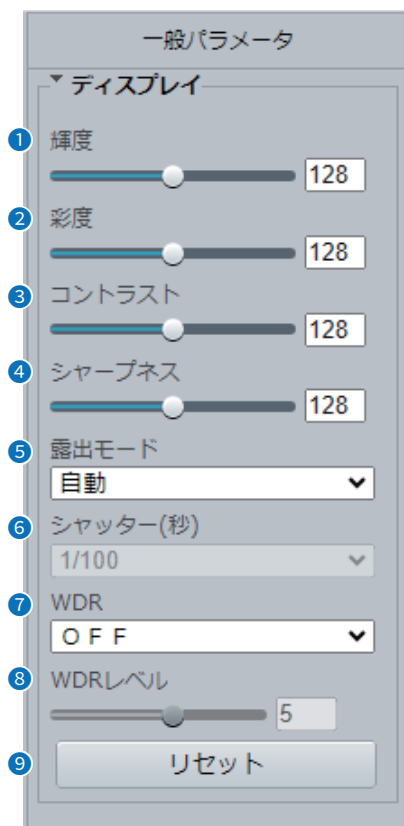 一般パラメータ
ディスプレイ
1 輝度
128
2 彩度
128
3 コントラスト
128
4 シャープネス
128
5 露出モード
自動
6 シャッター(秒)
1/100
7 WDR
ＯＦＦ
8 WDRレベル
5
9 リセット